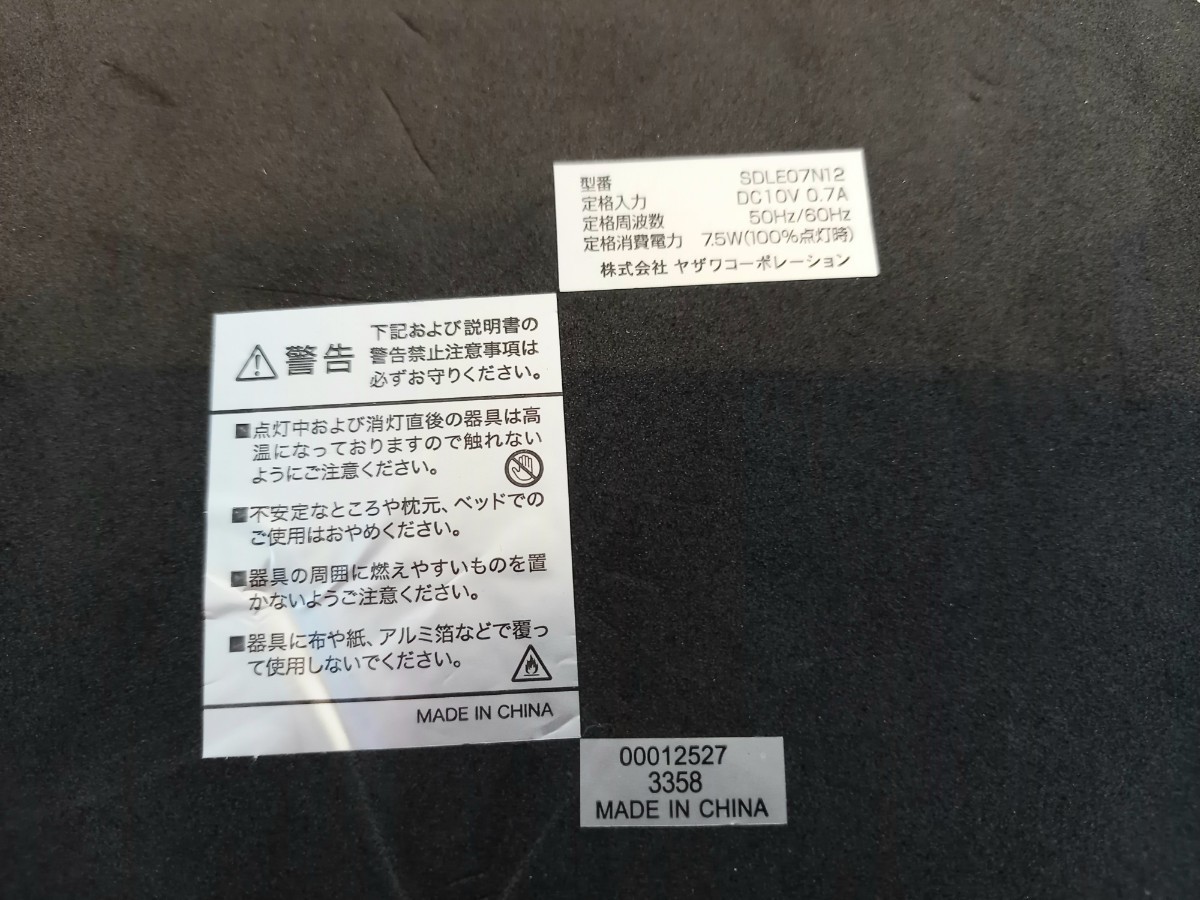 型番 SDLE07N12
定格入力 DC10V 0.7A
定格周波数 50Hz/60Hz
定格消費電力 7.5W(100%点灯時)
株式会社 ヤザワコーポレーション
警告
下記および説明書の
警告禁止注意事項は
必ずお守りください。
■点灯中および消灯直後の器具は高
温になっておりますので触れない
ようにご注意ください。
■不安定なところや枕元、ベッドでの
ご使用はおやめください。
■器具の周囲に燃えやすいものを置
かないようご注意ください。
■器具に布や紙、アルミ箔などで覆っ
て使用しないでください。
MADE IN CHINA
00012527
3358
MADE IN CHINA